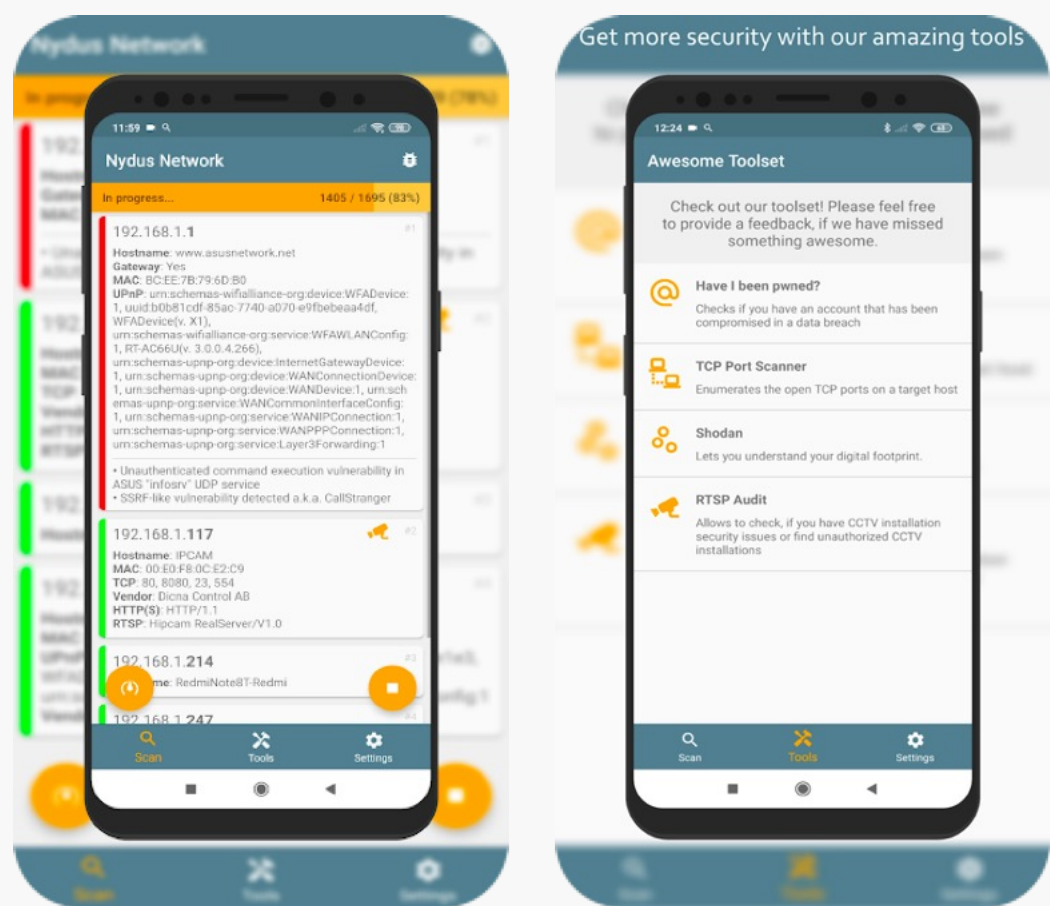 Nydus Network
In prog
9 (78%)
11:59
Nydus Network
In progress...
1405 / 1695 (83%)
192.168.1.1
#1
Hostname: www.asusnetwork.net
Gateway: Yes
MAC: BC:EE:7B:79:6D:B0
UPnP: urn:schemas-wifialliance-org:device:WFADevice:
1, uuid:b0b81cdf-85ac-7740-a070-e9fbebeaa4df,
WFADevice(v. X1),
urn:schemas-wifialliance-org:service:WFAWLANConfig:
1, RT-AC66U(v. 3.0.0.4.266),
urn:schemas-upnp-org:device:InternetGatewayDevice:
1, urn:schemas-upnp-org:device:WANConnectionDevice:
1, urn:schemas-upnp-org:device:WANDevice:1, urn:sch
emas-upnp-org:service:WANCommonInterfaceConfig:
1, urn:schemas-upnp-org:service:WANIPConnection:1,
urn:schemas-upnp-org:service:WANPPPConnection:1,
urn:schemas-upnp-org:service:Layer3Forwarding:1
• Unauthenticated command execution vulnerability in
ASUS "infosrv" UDP service
• SSRF-like vulnerability detected a.k.a. CallStranger
192.168.1.117
#2
Hostname: IPCAM
MAC: 00:E0:F8:0C:E2:C9
TCP: 80, 8080, 23, 554
Vendor: Dicna Control AB
HTTP(S): HTTP/1.1
RTSP: Hipcam RealServer/V1.0
192.168.1.214
#3
me: RedmiNote8T-Redmi
192.168.1.247
#4
Scan
Tools
Settings
Scan
Tools
Settings
Get more security with our amazing tools
12:24
Awesome Toolset
Check out our toolset! Please feel free
to provide a feedback, if we have missed
something awesome.
Have I been pwned?
Checks if you have an account that has been
compromised in a data breach
TCP Port Scanner
Enumerates the open TCP ports on a target host
Shodan
Lets you understand your digital footprint.
RTSP Audit
Allows to check, if you have CCTV installation
security issues or find unauthorized CCTV
installations
Scan
Tools
Settings